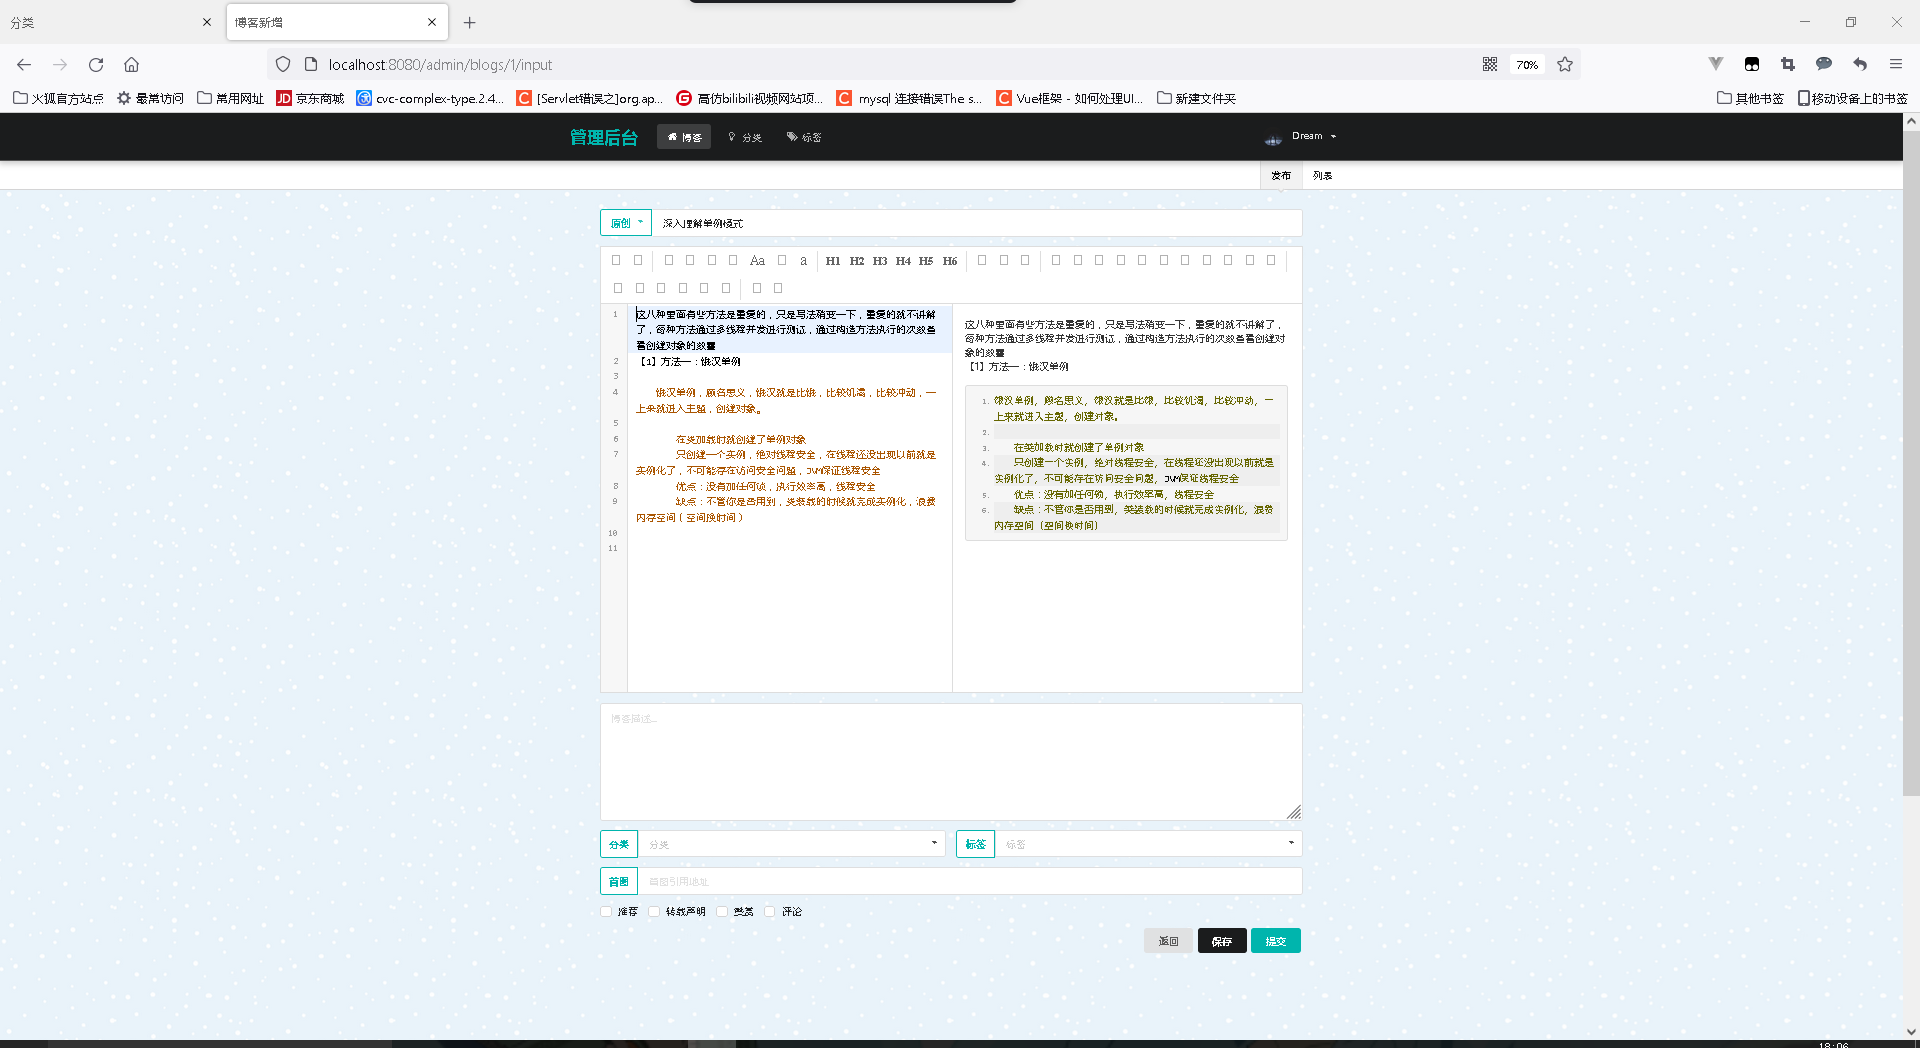 分类
博客新增
localhost:8080/admin/blogs/1/input
70%
火狐官方站点 最常访问 常用网址 京东商城 cvc-complex-type.2.4... [Servlet错误之]org.ap... 高仿bilibili视频网站项... mysql 连接错误The s... Vue框架 - 如何处理UI... 新建文件夹 其他书签 移动设备上的书签
管理后台 博客 分类 标签 Dream
发布 列表
原创 深入理解单例模式
Aa a H1 H2 H3 H4 H5 H6
1 这八种里面有些方法是重复的，只是写法稍变一下，重复的就不讲解
了，每种方法通过多线程并发进行测试，通过构造方法执行的次数查
看创建对象的数量
2 【1】方法一：饿汉单例
3
4 饿汉单例，顾名思义，饿汉就是比饿，比较饥渴，比较冲动，一
上来就进入主题，创建对象。
5
6 在类加载时就创建了单例对象
7 只创建一个实例，绝对线程安全，在线程还没出现以前就是
实例化了，不可能存在访问安全问题，JVM保证线程安全
8 优点：没有加任何锁，执行效率高，线程安全
9 缺点：不管你是否用到，类装载的时候就完成实例化，浪费
内存空间（空间换时间）
10
11
这八种里面有些方法是重复的，只是写法稍变一下，重复的就不讲解了，
每种方法通过多线程并发进行测试，通过构造方法执行的次数查看创建对
象的数量
【1】方法一：饿汉单例
1. 饿汉单例，顾名思义，饿汉就是比饿，比较饥渴，比较冲动，一
上来就进入主题，创建对象。
2.
3. 在类加载时就创建了单例对象
4. 只创建一个实例，绝对线程安全，在线程还没出现以前就是
实例化了，不可能存在访问安全问题，JVM保证线程安全
5. 优点：没有加任何锁，执行效率高，线程安全
6. 缺点：不管你是否用到，类装载的时候就完成实例化，浪费
内存空间（空间换时间）
博客描述...
分类 分类 标签 标签
首图 首图引用地址
推荐 转载声明 赞赏 评论
返回 保存 提交
18:06